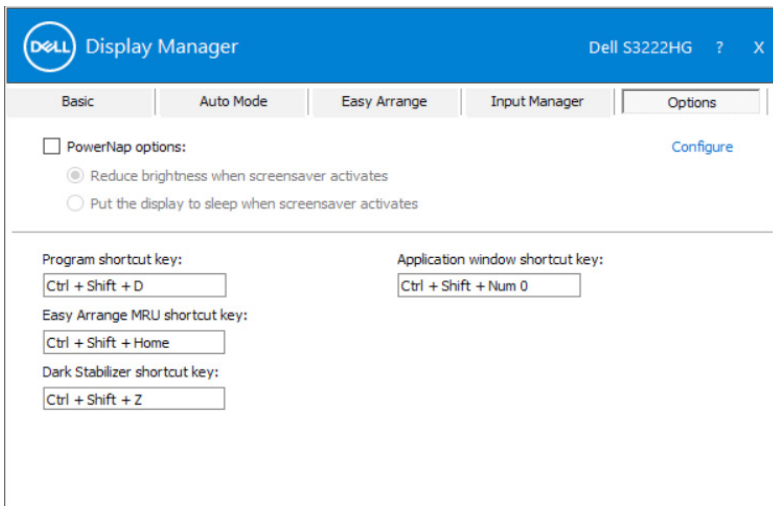 DELL Display Manager Dell S3222HG ? X
Basic Auto Mode Easy Arrange Input Manager Options
PowerNap options: Configure
Reduce brightness when screensaver activates
Put the display to sleep when screensaver activates
Program shortcut key: Application window shortcut key:
Ctrl + Shift + D Ctrl + Shift + Num 0
Easy Arrange MRU shortcut key:
Ctrl + Shift + Home
Dark Stabilizer shortcut key:
Ctrl + Shift + Z